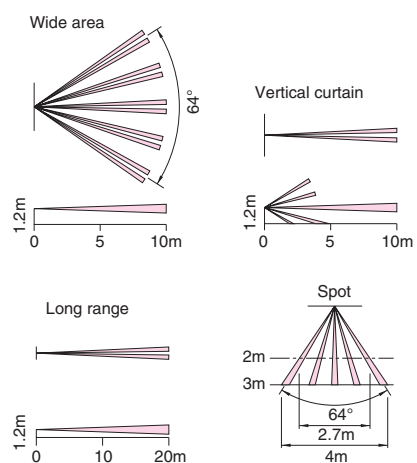 Wide area
64°
1.2m
0 5 10m
Vertical curtain
1.2m
0 5 10m
Long range
1.2m
0 10 20m
Spot
2m
3m
64°
2.7m
4m